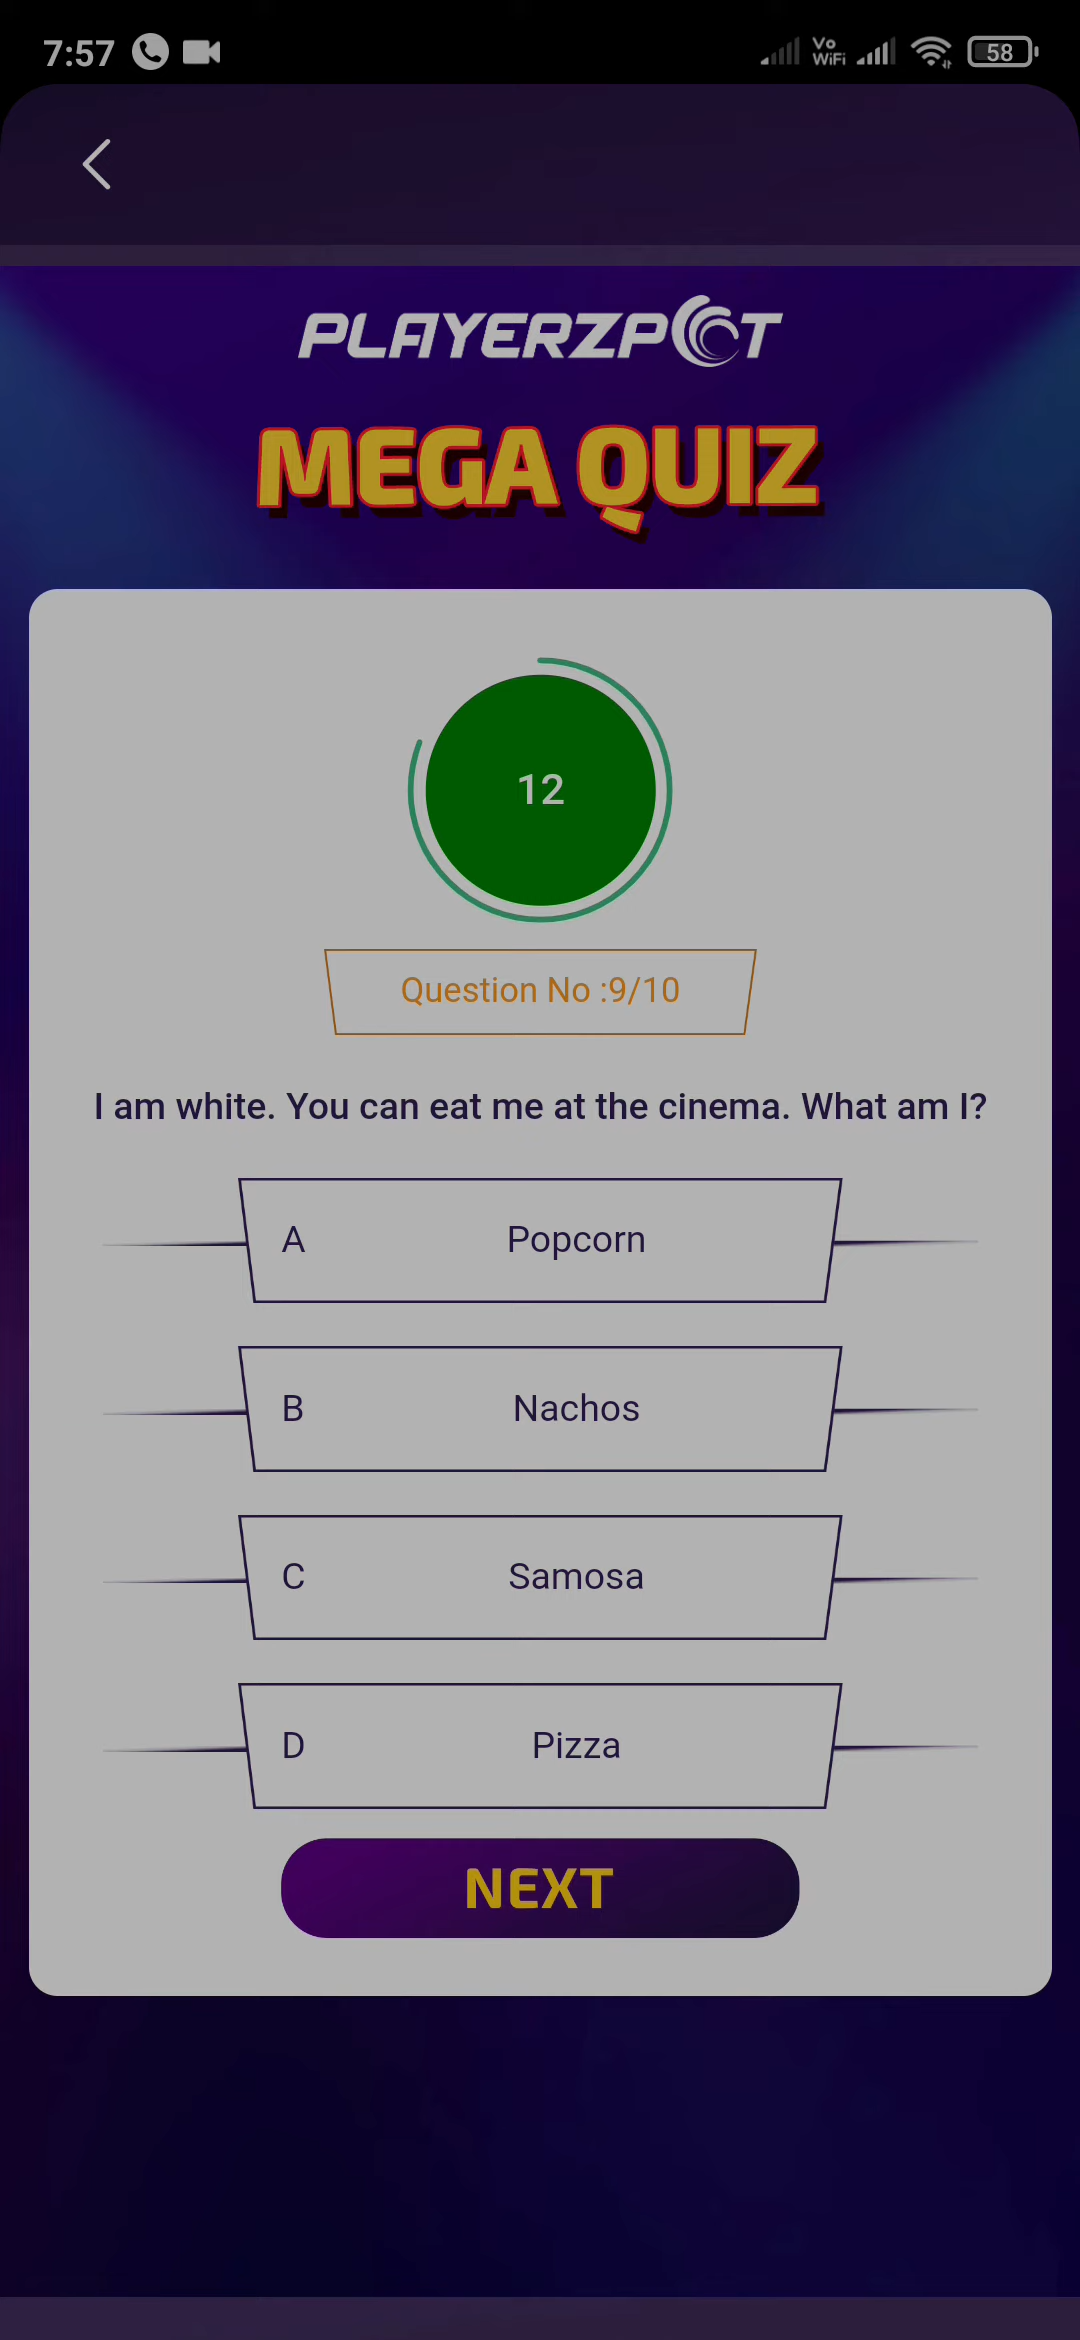 7:57
Vo
WiFi
58
PLAYERZPOT
MEGA QUIZ
12
Question No :9/10
I am white. You can eat me at the cinema. What am I?
A Popcorn
B Nachos
C Samosa
D Pizza
NEXT